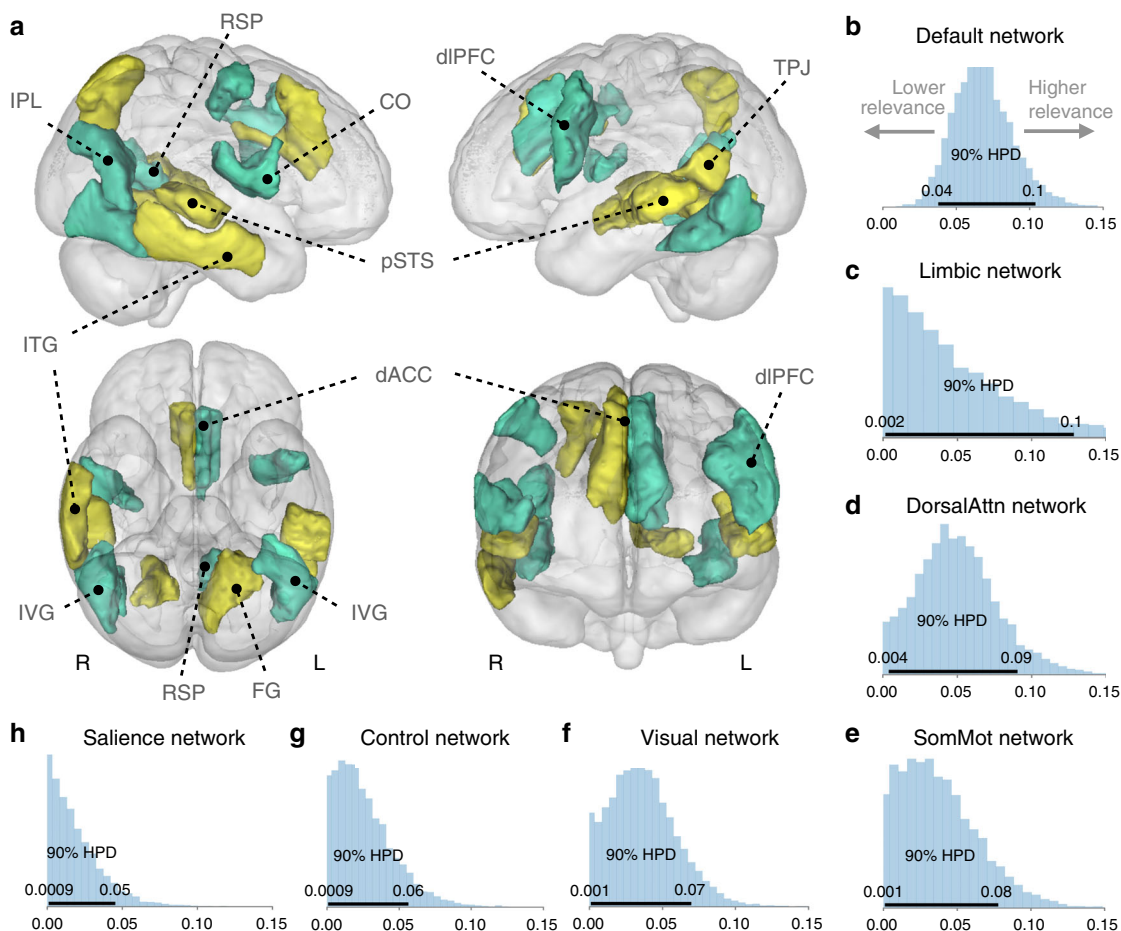 a
RSP
IPL
CO
dlPFC
TPJ
pSTS
ITG
dACC
dlPFC
IVG
IVG
R
L
RSP
FG
R
L
b
Default network
Lower
relevance
Higher
relevance
90% HPD
0.04
0.1
0.00
0.05
0.10
0.15
c
Limbic network
90% HPD
0.002
0.1
0.00
0.05
0.10
0.15
d
DorsalAttn network
90% HPD
0.004
0.09
0.00
0.05
0.10
0.15
h
Salience network
90% HPD
0.0009
0.05
0.00
0.05
0.10
0.15
g
Control network
90% HPD
0.0009
0.06
0.00
0.05
0.10
0.15
f
Visual network
90% HPD
0.001
0.07
0.00
0.05
0.10
0.15
e
SomMot network
90% HPD
0.001
0.08
0.00
0.05
0.10
0.15